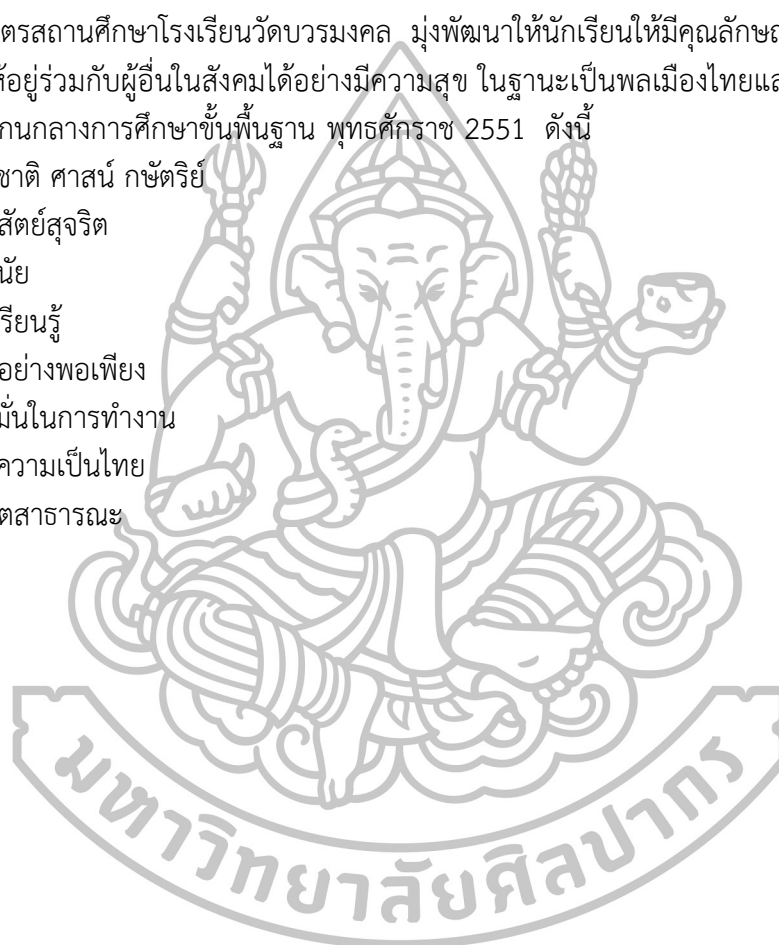 ตรสถานศึกษาโรงเรียนวัดบวรมงคล มุ่งพัฒนาให้นักเรียนให้มีคุณลักษณ
ห้อยู่ร่วมกับผู้อื่นในสังคมได้อย่างมีความสุข ในฐานะเป็นพลเมืองไทยแล
กนกลางการศึกษาขั้นพื้นฐาน พุทธศักราช 2551 ดังนี้
ชาติ ศาสน์ กษัตริย์
สัตย์สุจริต
นัย
รียนรู้
อย่างพอเพียง
มั่นในการทำงาน
ความเป็นไทย
ตสาธารณะ
มหาวิทยาลัยศิลปากร